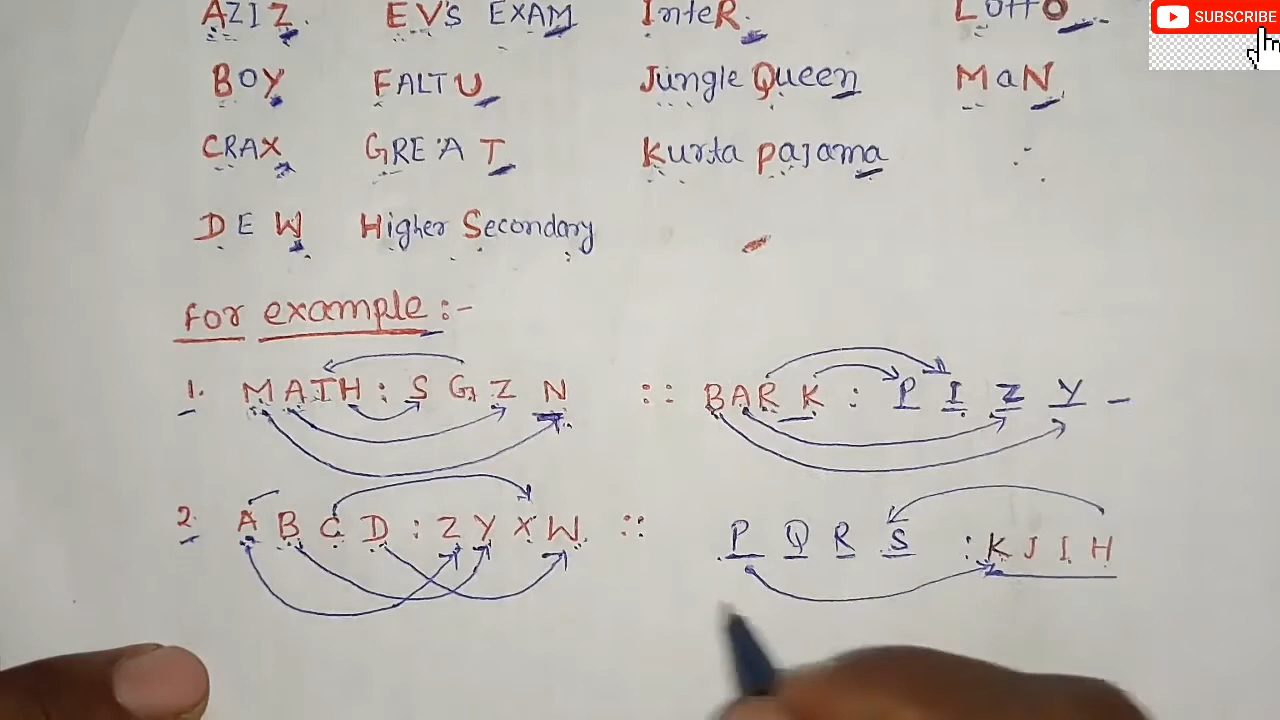 AZIZ. EV'S EXAM InteR. LOttO
SUBSCRIBE
BOY FALTU Jungle Queen MaN
CRAX GREAT Kurta Pajama
DEW Higher Secondary
For example :-
1. MATH : SGZN :: BARK : PIZY
2. ABCD : ZYXW :: PQRS : KJIH